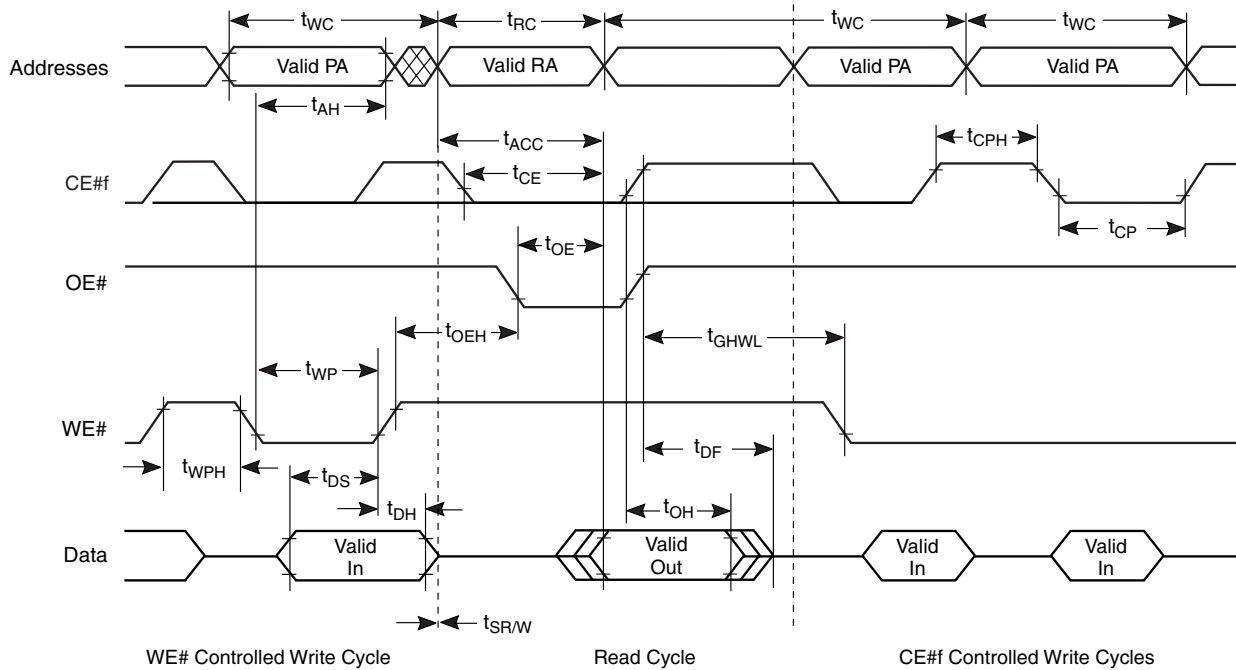 tWC tRC tWC tWC
Addresses Valid PA Valid RA Valid PA Valid PA
tAH
tACC tCPH
CE#f tCE
tOE tCP
OE#
tOEH tGHWL
tWP
WE#
tWPH tDS tDF
tDH tOH
Data Valid In Valid Out Valid In Valid In
tSR/W
WE# Controlled Write Cycle Read Cycle CE#f Controlled Write Cycles